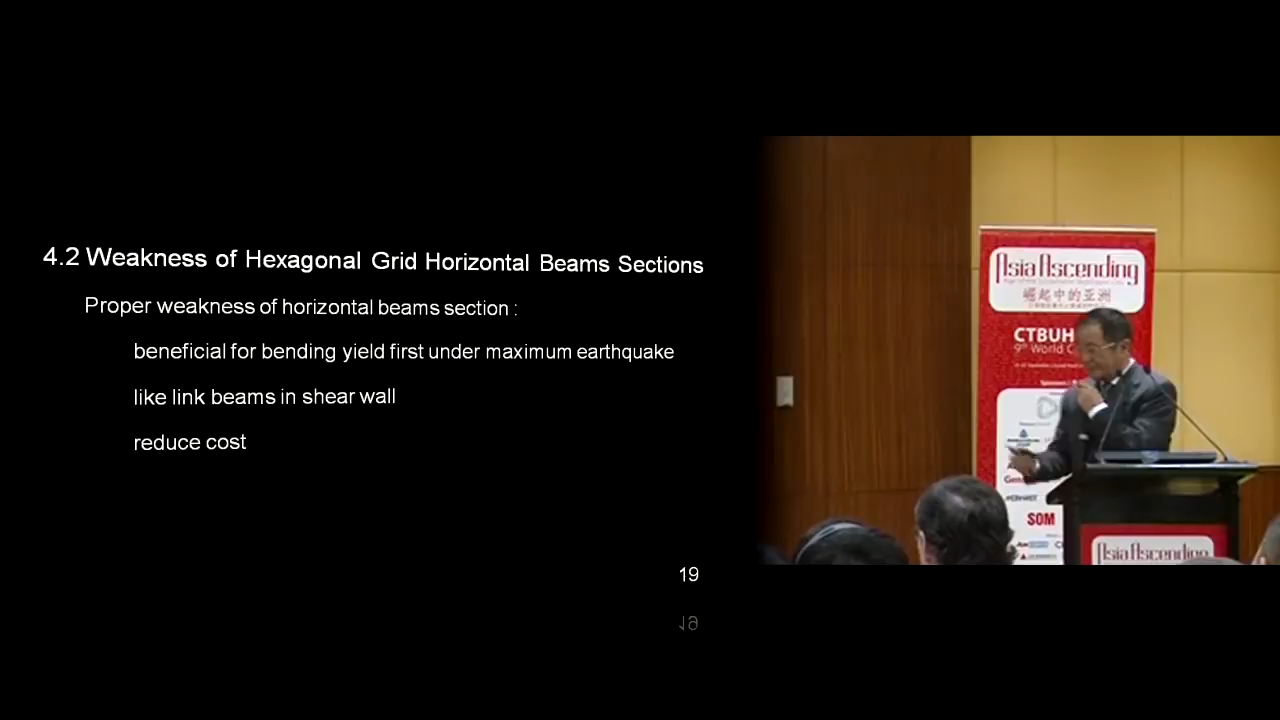 4.2 Weakness of Hexagonal Grid Horizontal Beams Sections
Proper weakness of horizontal beams section :
beneficial for bending yield first under maximum earthquake
like link beams in shear wall
reduce cost
19
Asia Ascending
崛起中的亚洲
CTBUH
9th World
SOM
Asia Ascending